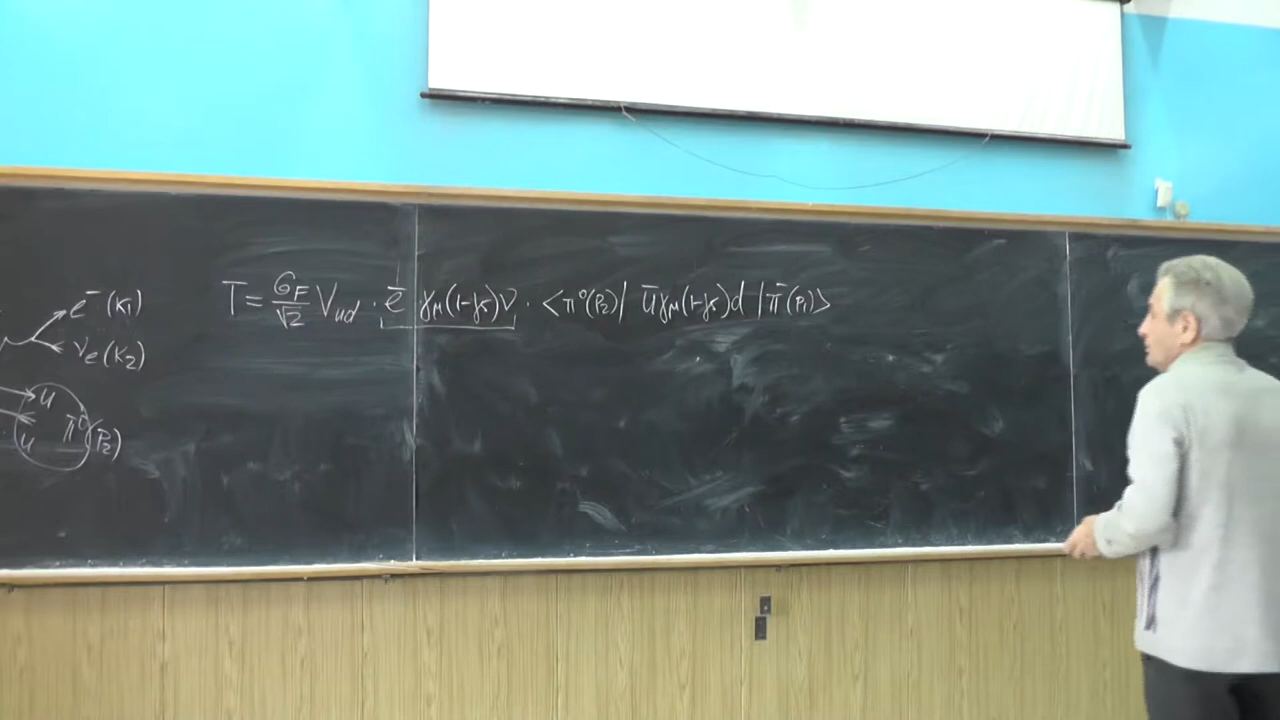 e⁻ (k₁)
ν_e (k₂)
u
u
π⁰ (P₂)
T = G_F/√2 V_ud · ē γ_μ(1-γ₅)ν · <π⁰(P₂)| ū γ_μ(1-γ₅)d |π⁻(P₁)>